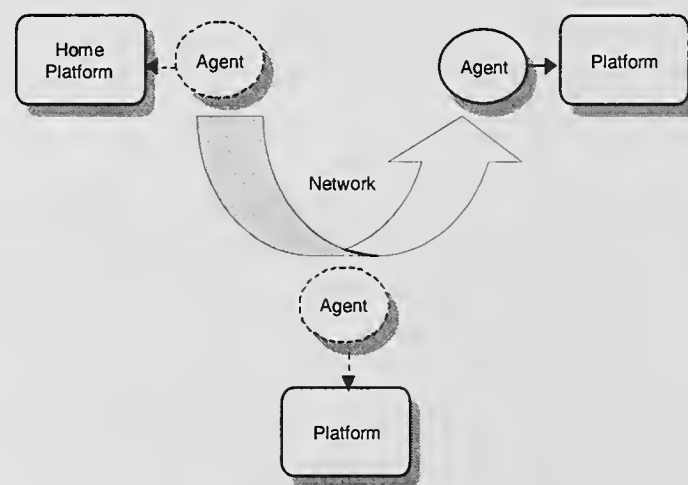 Home
Platform
Agent
Agent
Platform
Network
Agent
Platform